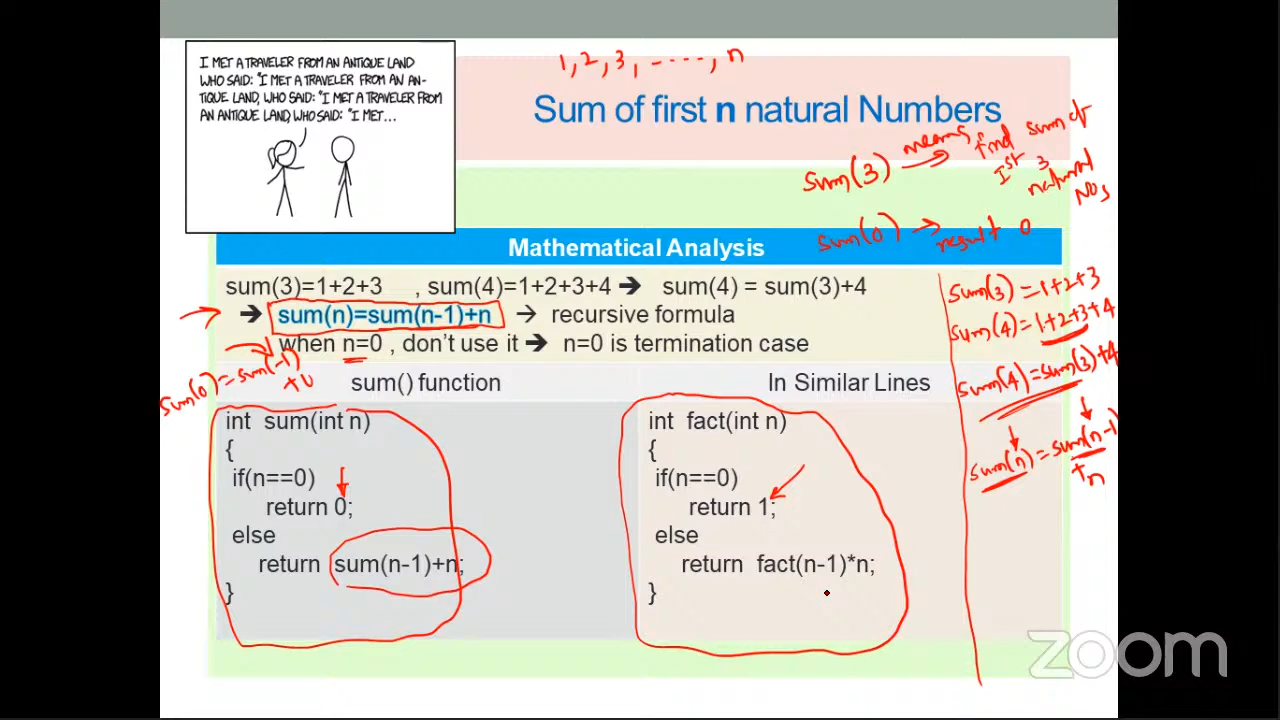 I MET A TRAVELER FROM AN ANTIQUE LAND
WHO SAID: "I MET A TRAVELER FROM AN AN-
TIQUE LAND, WHO SAID: "I MET A TRAVELER FROM
AN ANTIQUE LAND, WHO SAID: "I MET...
1, 2, 3, -----, n
Sum of first n natural Numbers
sum(3) means find sum of
Ist 3
natural
NOs
sum(0) → result 0
Mathematical Analysis
sum(3)=1+2+3 , sum(4)=1+2+3+4 → sum(4) = sum(3)+4
→ sum(n)=sum(n-1)+n → recursive formula
when n=0 , don't use it → n=0 is termination case
sum(0)=sum(-1)
+0
sum(3)=1+2+3
sum(4)=1+2+3+4
sum(4)=sum(3)+4
sum(n)=sum(n-1)
+n
sum() function
In Similar Lines
int sum(int n)
{
if(n==0)
return 0;
else
return sum(n-1)+n;
}
int fact(int n)
{
if(n==0)
return 1;
else
return fact(n-1)*n;
}
zoom